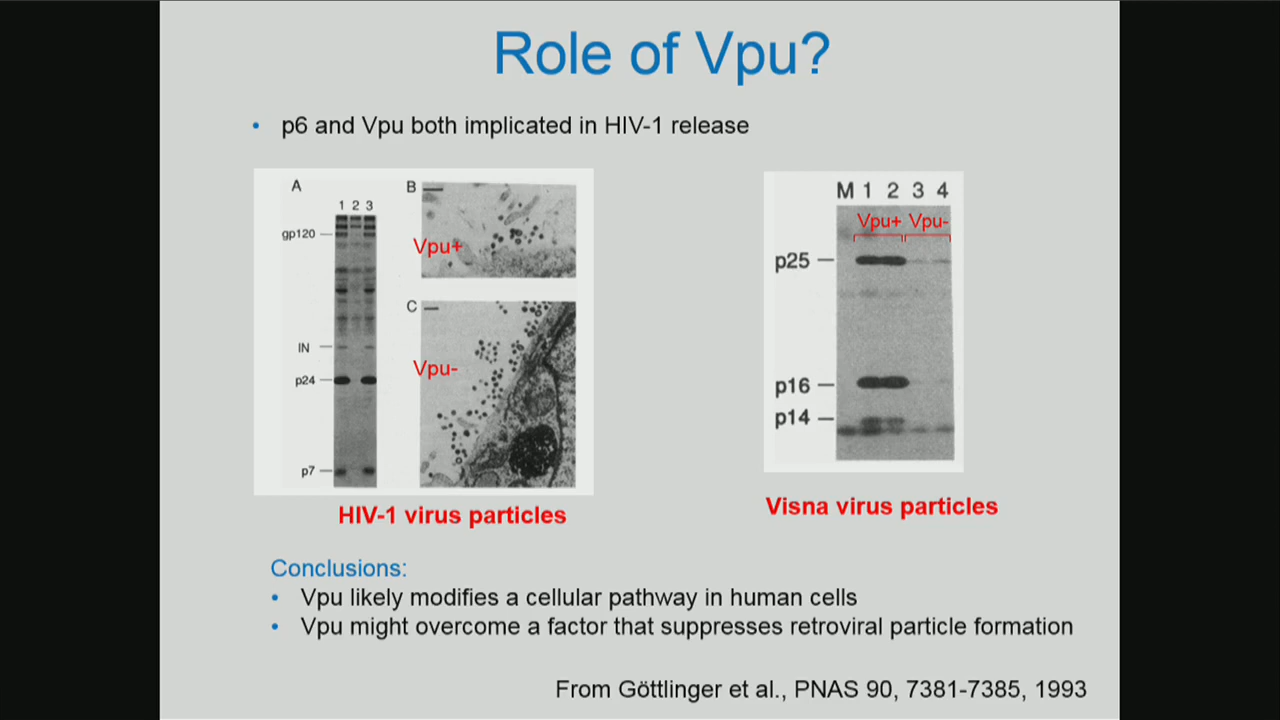 Role of Vpu?
• p6 and Vpu both implicated in HIV-1 release
A
1 2 3
gp120
IN
p24
p7
B
Vpu+
C
Vpu-
HIV-1 virus particles
M 1 2 3 4
Vpu+ Vpu-
p25
p16
p14
Visna virus particles
Conclusions:
• Vpu likely modifies a cellular pathway in human cells
• Vpu might overcome a factor that suppresses retroviral particle formation
From Göttlinger et al., PNAS 90, 7381-7385, 1993